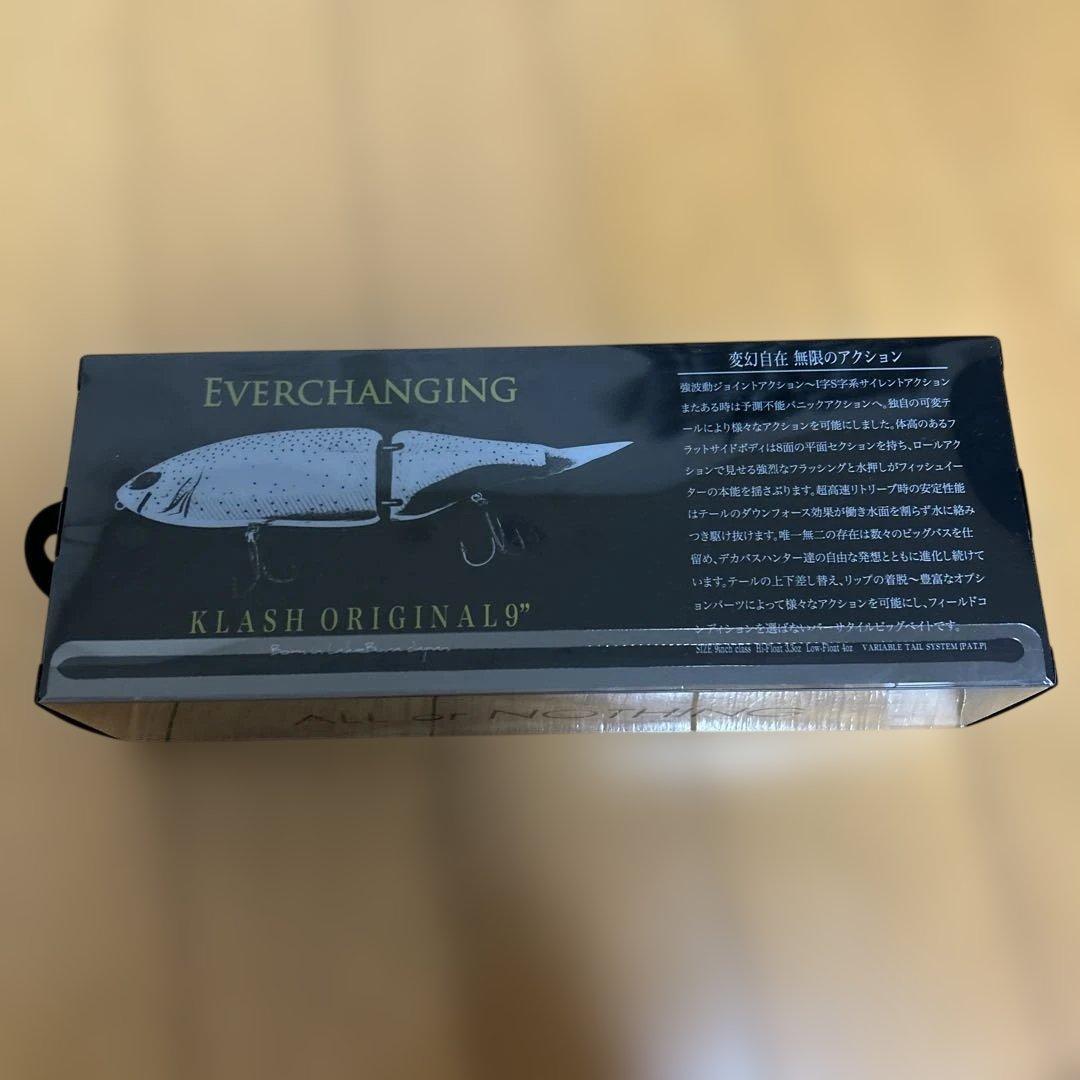 EVERCHANGING
KLASH ORIGINAL 9”
変幻自在 無限のアクション
強波動ジョイントアクション～I字S字系サイレントアクション
またある時は予測不能パニックアクションへ。独自の可変テ
ールにより様々なアクションを可能にしました。体高のあるフ
ラットサイドボディは8面の平面セクションを持ち、ロールアク
ションで見せる強烈なフラッシングと水押しがフィッシュイー
ターの本能を揺さぶります。超高速リトリーブ時の安定性能
はテールのダウンフォース効果が働き水面を割らず水に絡み
つき駆け抜けます。唯一無二の存在は数々のビッグバスを仕
留め、デカバスハンター達の自由な発想とともに進化し続けて
います。テールの上下差し替え、リップの着脱～豊富なオプシ
ョンパーツによって様々なアクションを可能にし、フィールドコ
ンディションを選ばないバーサタイルビッグベイトです。
SIZE 9inch class Hi-Float 3.5oz Low-Float 4oz VARIABLE TAIL SYSTEM [P.A.T.P]
ALL or NOTHING